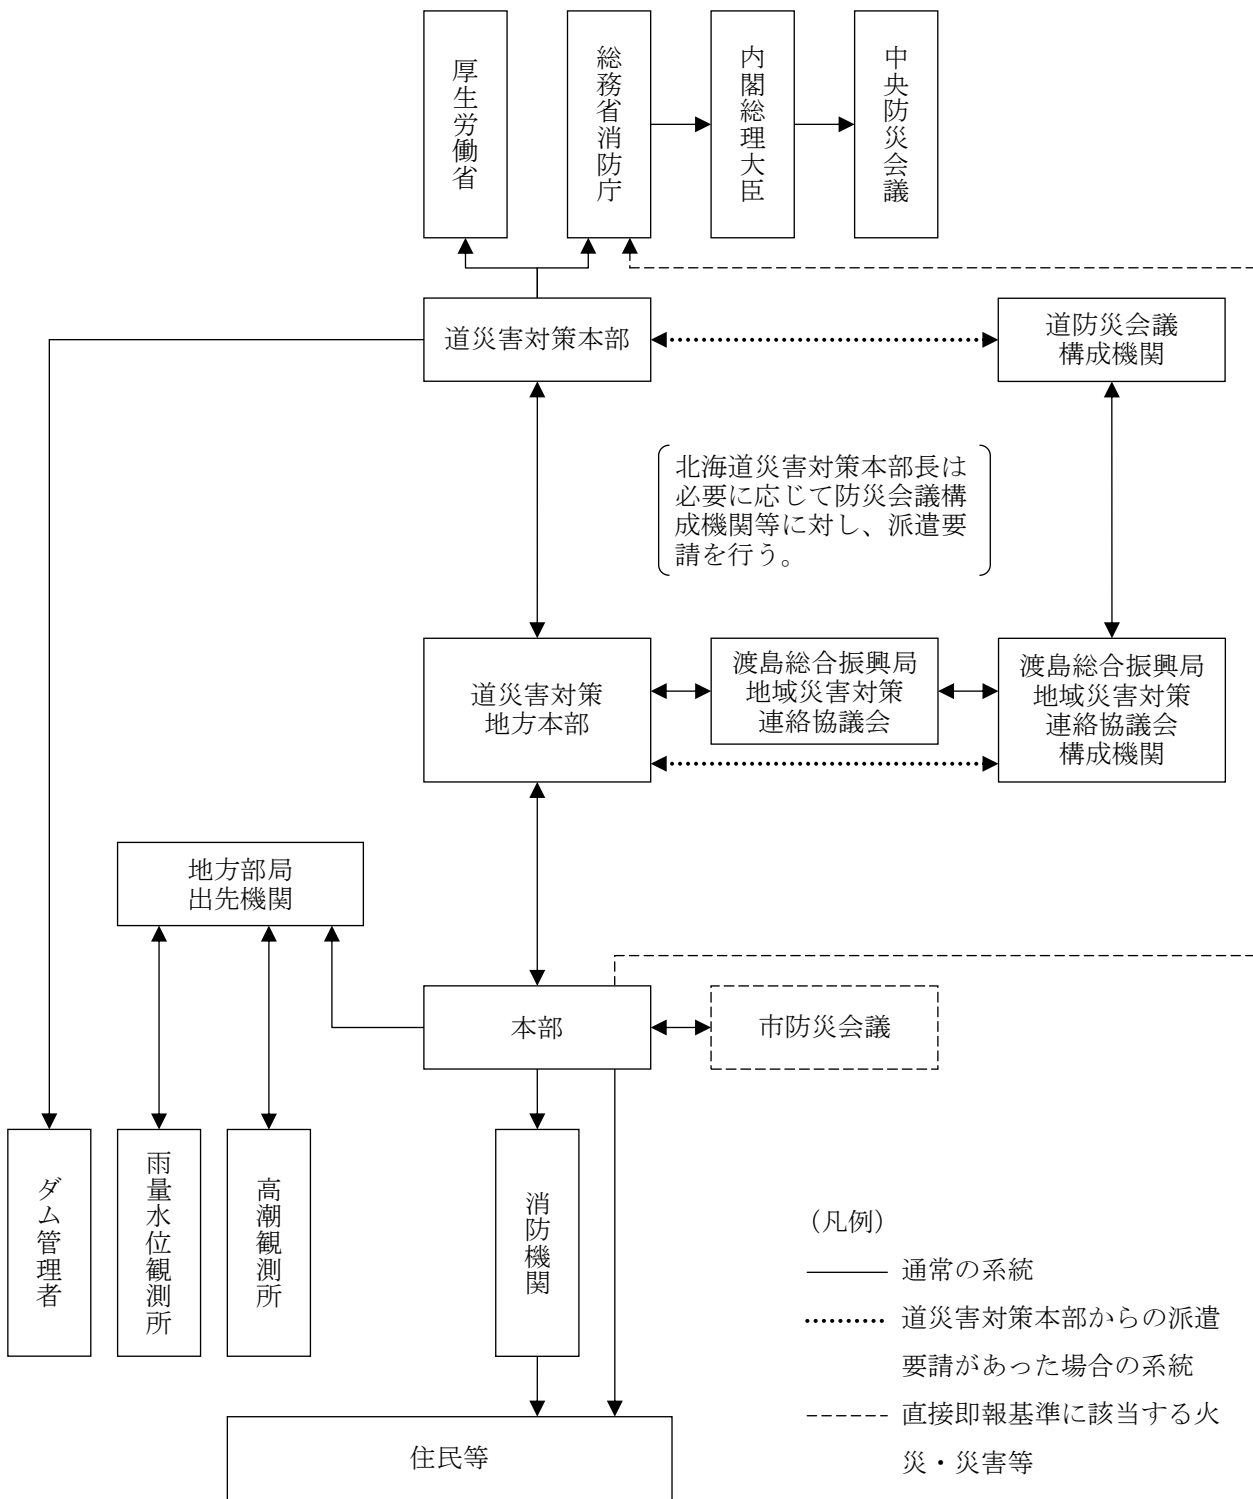 厚生労働省
総務省消防庁
内閣総理大臣
中央防災会議
道災害対策本部
道防災会議
構成機関
北海道災害対策本部長は
必要に応じて防災会議構
成機関等に対し、派遣要
請を行う。
道災害対策
地方本部
渡島総合振興局
地域災害対策
連絡協議会
渡島総合振興局
地域災害対策
連絡協議会
構成機関
地方部局
出先機関
本部
市防災会議
ダム管理者
雨量水位観測所
高潮観測所
消防機関
住民等
（凡例）
通常の系統
道災害対策本部からの派遣
要請があった場合の系統
直接即報基準に該当する火
災・災害等